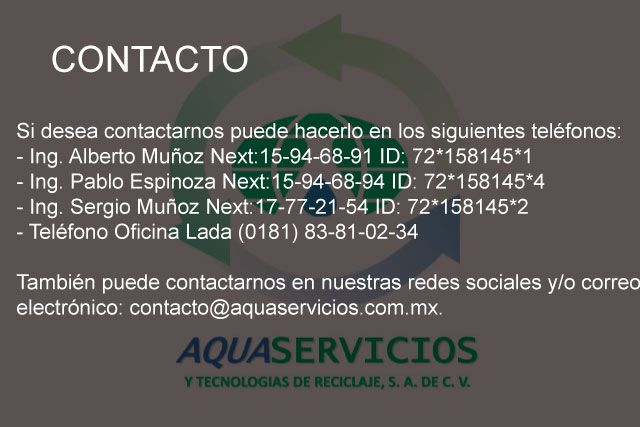 CONTACTO
Si desea contactarnos puede hacerlo en los siguientes teléfonos:
- Ing. Alberto Muñoz Next:15-94-68-91 ID: 72*158145*1
- Ing. Pablo Espinoza Next:15-94-68-94 ID: 72*158145*4
- Ing. Sergio Muñoz Next:17-77-21-54 ID: 72*158145*2
- Teléfono Oficina Lada (0181) 83-81-02-34
También puede contactarnos en nuestras redes sociales y/o correo
electrónico: contacto@aquaservicios.com.mx.
AQUASERVICIOS
Y TECNOLOGIAS DE RECICLAJE, S. A. DE C. V.